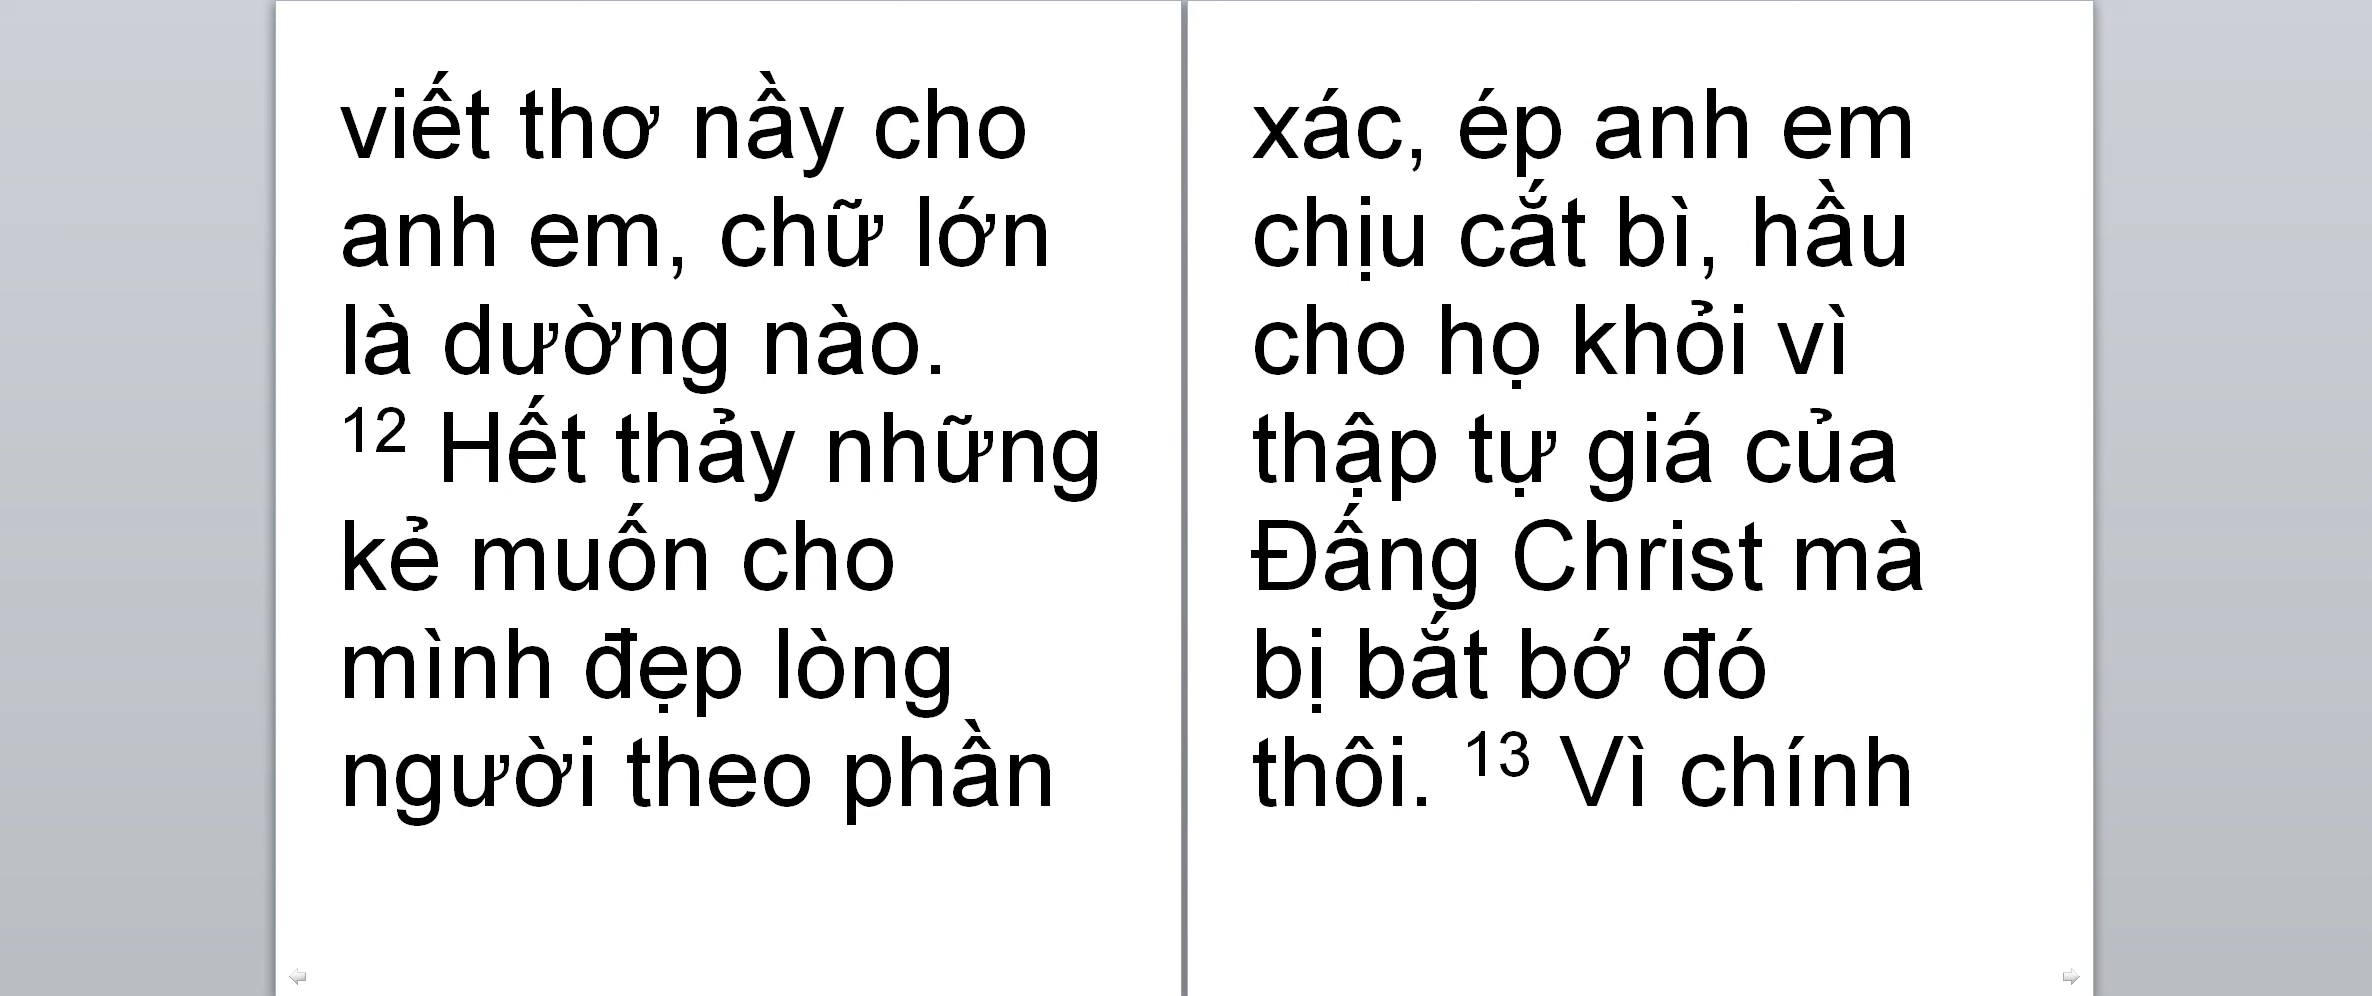 viết thơ nầy cho
anh em, chữ lớn
là dường nào.
12 Hết thảy những
kẻ muốn cho
mình đẹp lòng
người theo phần
xác, ép anh em
chịu cắt bì, hầu
cho họ khỏi vì
thập tự giá của
Đấng Christ mà
bị bắt bớ đó
thôi. 13 Vì chính